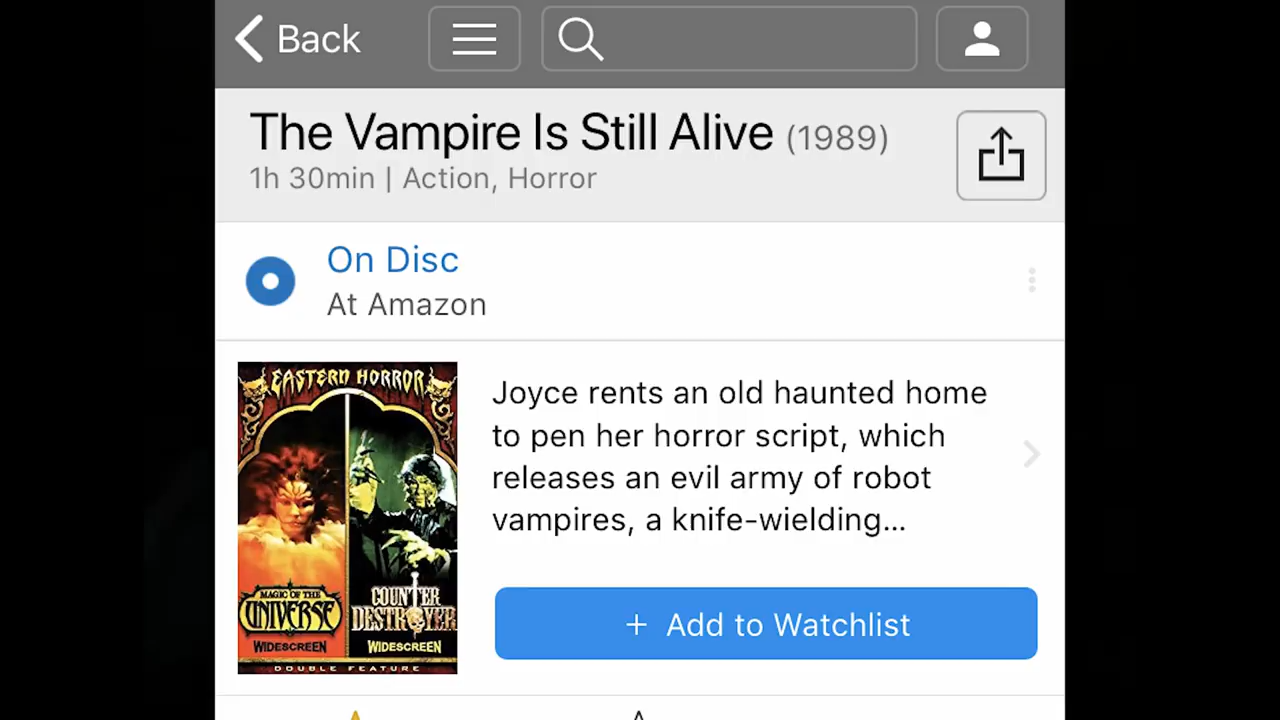 Back
The Vampire Is Still Alive (1989)
1h 30min | Action, Horror
On Disc
At Amazon
EASTERN HORROR
MAGIC OF THE
UNIVERSE
WIDESCREEN
COUNTER
DESTROYER
WIDESCREEN
DOUBLE FEATURE
Joyce rents an old haunted home
to pen her horror script, which
releases an evil army of robot
vampires, a knife-wielding...
+ Add to Watchlist